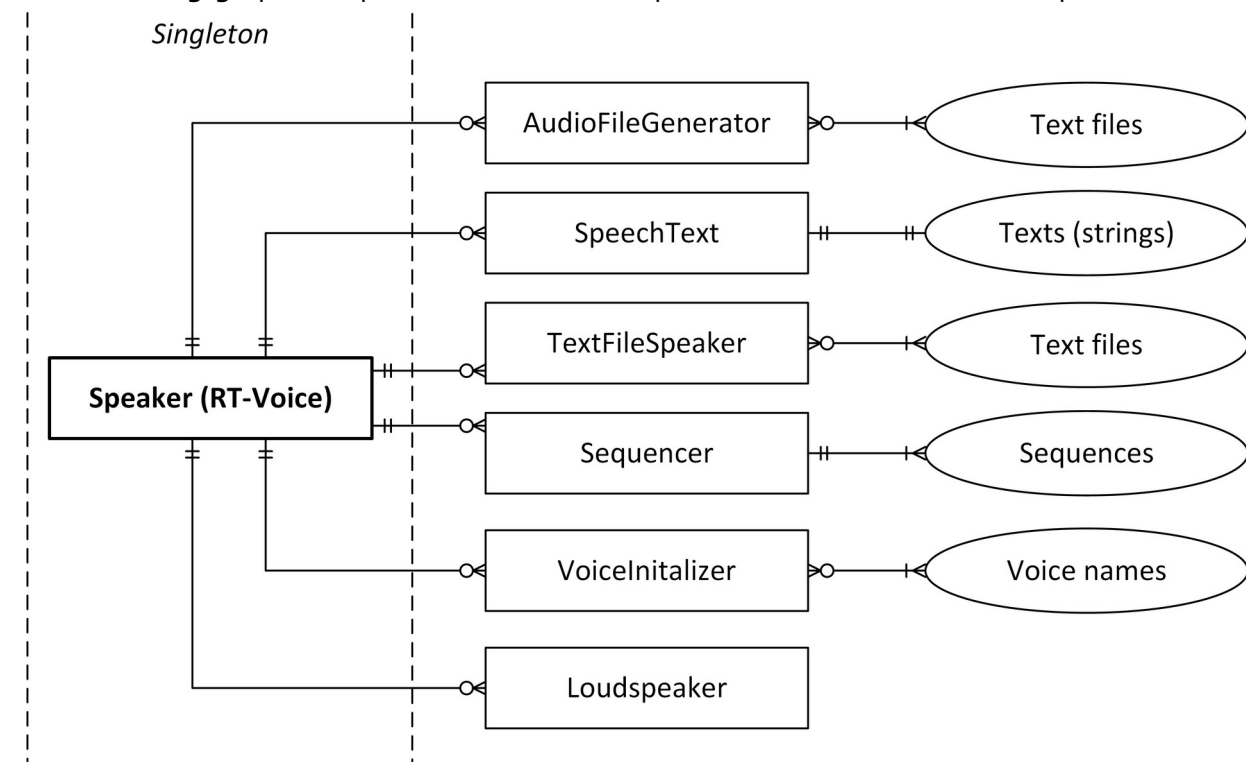 Singleton
AudioFileGenerator
Text files
SpeechText
Texts (strings)
TextFileSpeaker
Text files
Speaker (RT-Voice)
Sequencer
Sequences
VoiceInitalizer
Voice names
Loudspeaker